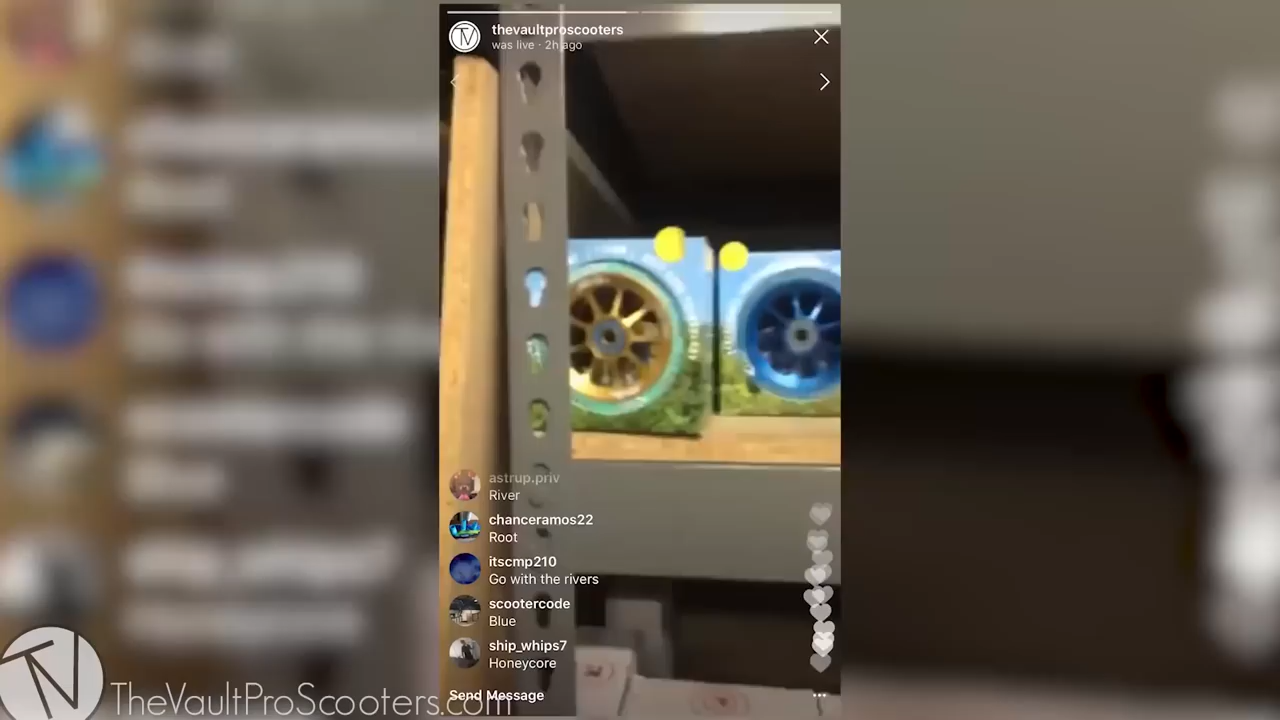 thevaultproscooters
was live · 2h ago
astrup.priv
River
chanceramos22
Root
itscmp210
Go with the rivers
scootercode
Blue
ship_whips7
Honeycore
Send Message
TheVaultProScooters.com